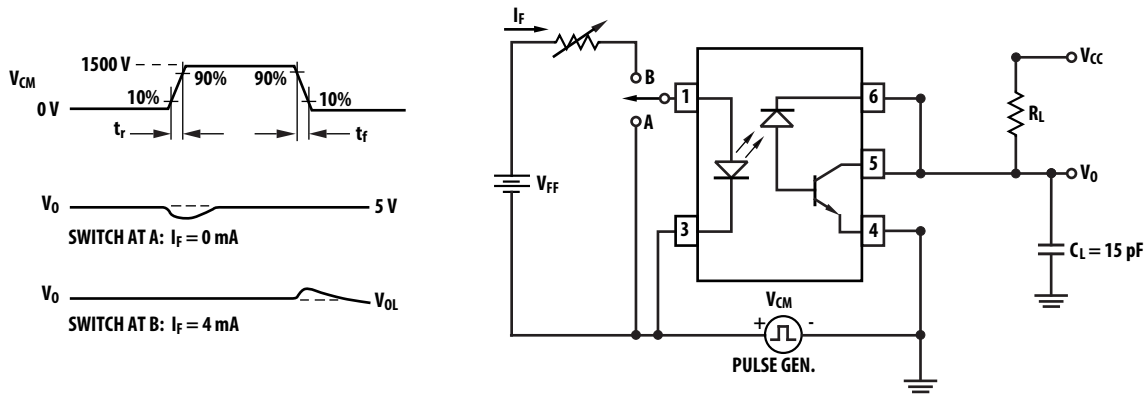 1500 V
V_CM
90%
90%
10%
10%
0 V
t_r
t_f
V_O
5 V
SWITCH AT A: I_F = 0 mA
V_O
V_OL
SWITCH AT B: I_F = 4 mA
I_F
B
A
V_FF
1
3
6
5
4
V_CC
R_L
V_O
C_L = 15 pF
V_CM
+
-
PULSE GEN.